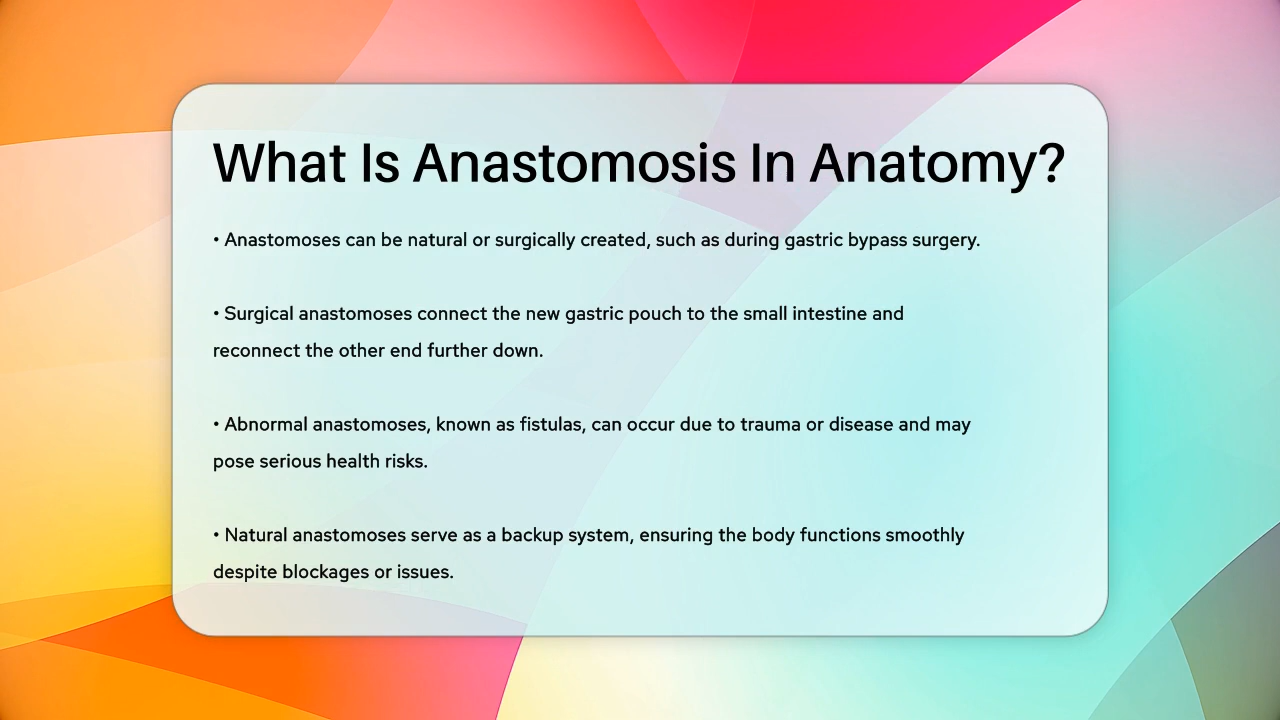 What Is Anastomosis In Anatomy?
• Anastomoses can be natural or surgically created, such as during gastric bypass surgery.
• Surgical anastomoses connect the new gastric pouch to the small intestine and
reconnect the other end further down.
• Abnormal anastomoses, known as fistulas, can occur due to trauma or disease and may
pose serious health risks.
• Natural anastomoses serve as a backup system, ensuring the body functions smoothly
despite blockages or issues.